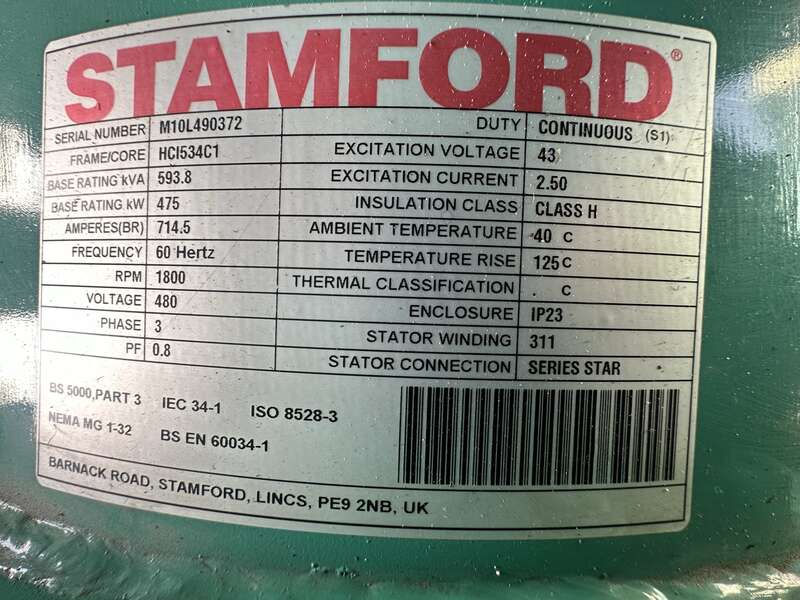 STAMFORD®
SERIAL NUMBER M10L490372 DUTY CONTINUOUS (S1)
FRAME/CORE HCI534C1 EXCITATION VOLTAGE 43
BASE RATING kVA 593.8 EXCITATION CURRENT 2.50
BASE RATING kW 475 INSULATION CLASS CLASS H
AMPERES(BR) 714.5 AMBIENT TEMPERATURE 40 C
FREQUENCY 60 Hertz TEMPERATURE RISE 125 C
RPM 1800 THERMAL CLASSIFICATION . C
VOLTAGE 480 ENCLOSURE IP23
PHASE 3 STATOR WINDING 311
PF 0.8 STATOR CONNECTION SERIES STAR
BS 5000,PART 3 IEC 34-1 ISO 8528-3
NEMA MG 1-32 BS EN 60034-1
BARNACK ROAD, STAMFORD, LINCS, PE9 2NB, UK